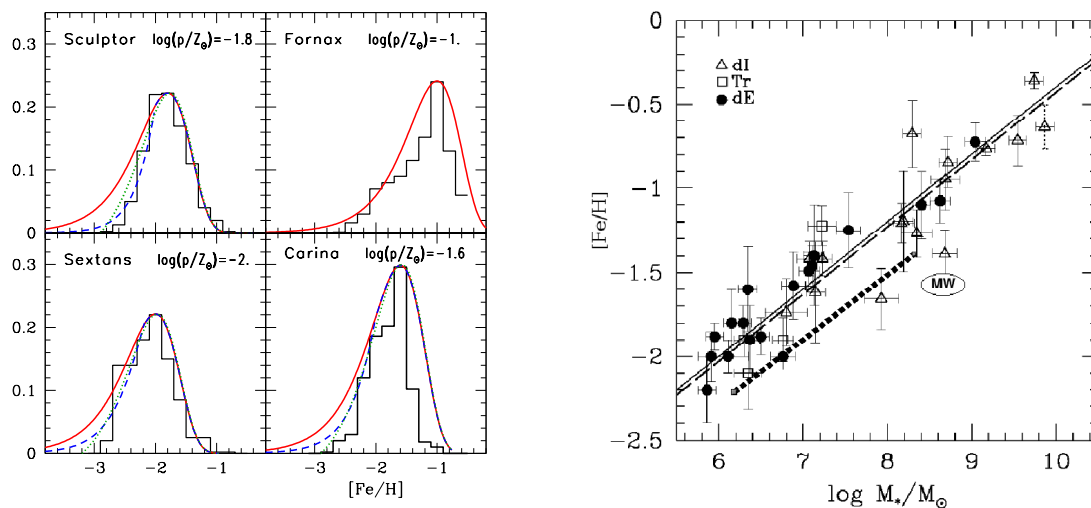 Sculptor log(p/Z⊙)=−1.8
Fornax log(p/Z⊙)=−1.
0.3
0.2
0.1
0
Sextans log(p/Z⊙)=−2.
Carina log(p/Z⊙)=−1.6
0.3
0.2
0.1
0
−3 −2 −1 −3 −2 −1
[Fe/H]
0
−0.5
−1
−1.5
−2
−2.5
[Fe/H]
dI
Tr
dE
MW
6 7 8 9 10
log M*/M⊙